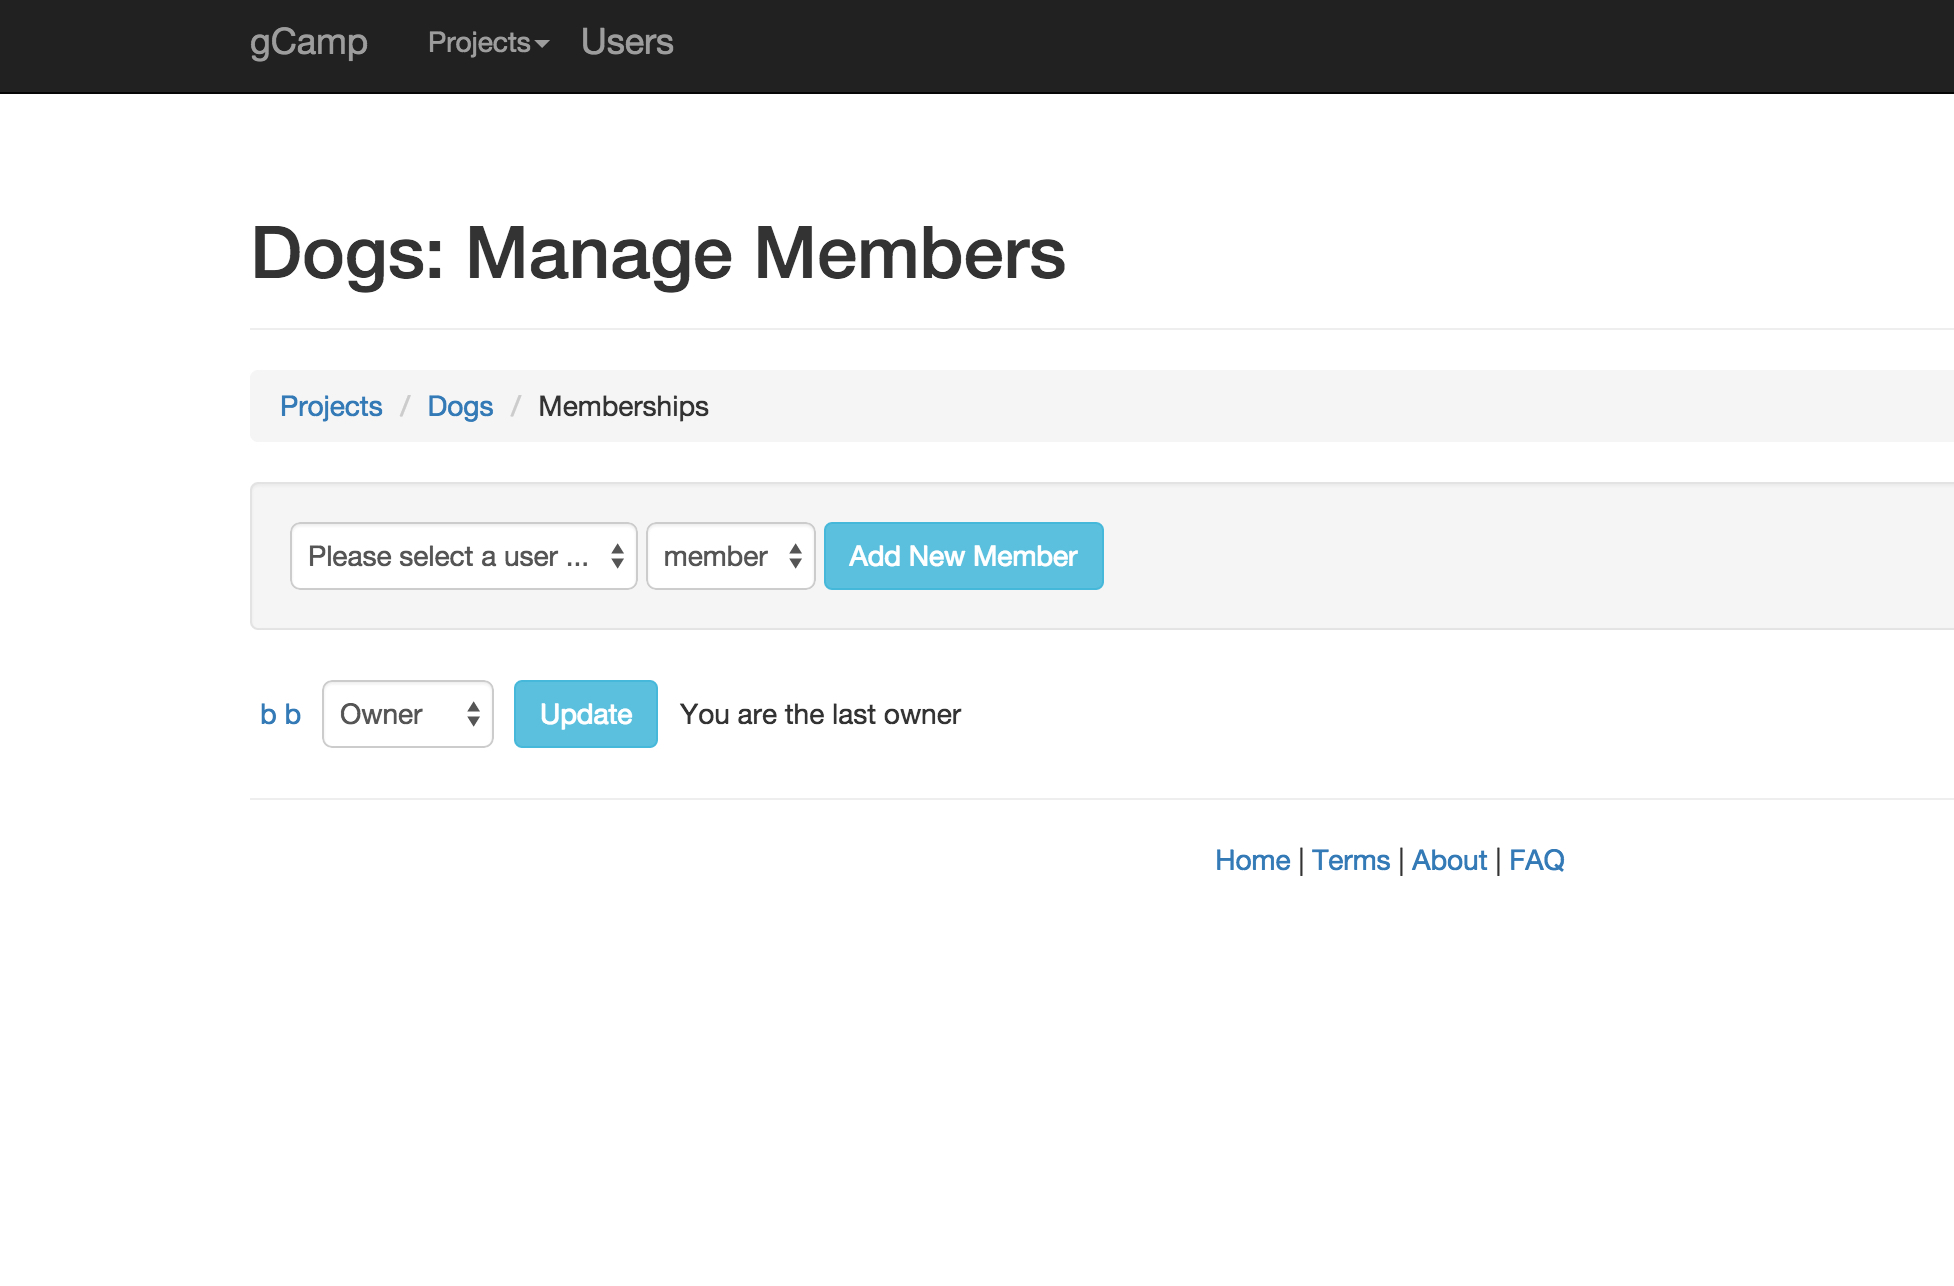 gCamp Projects Users
Dogs: Manage Members
Projects / Dogs / Memberships
Please select a user ... member Add New Member
b b Owner Update You are the last owner
Home | Terms | About | FAQ